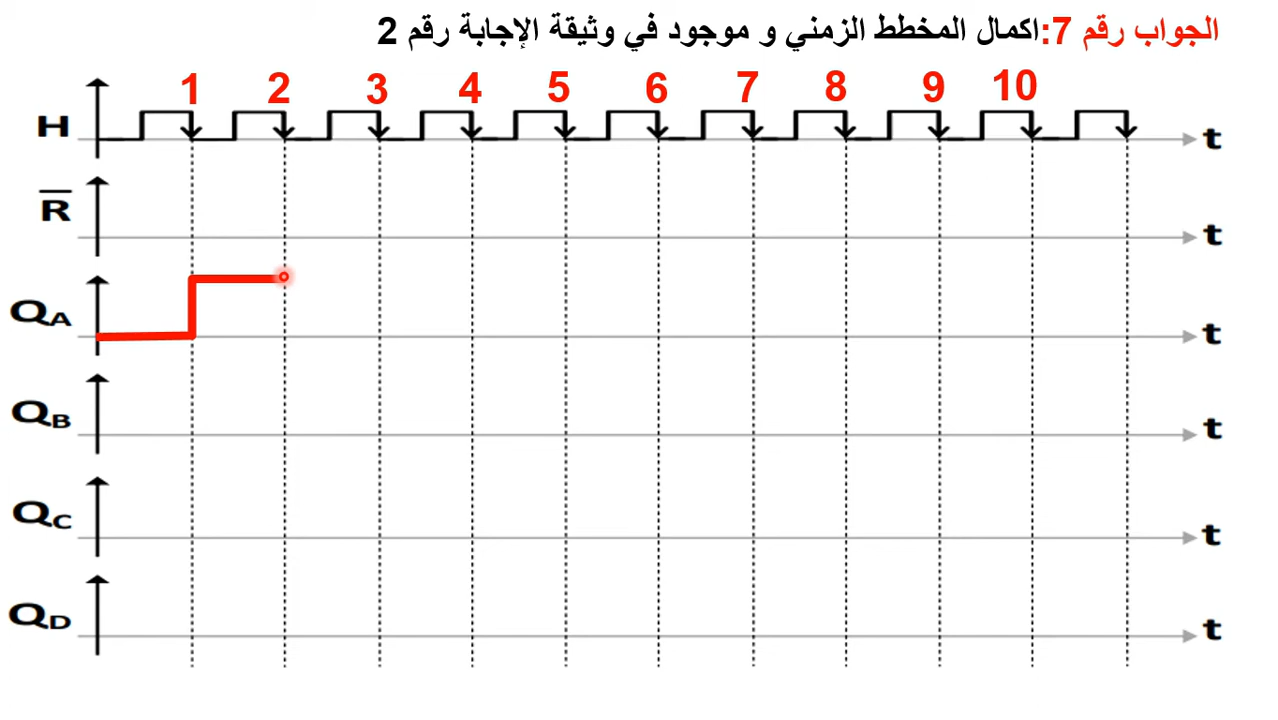 الجواب رقم 7:اكمال المخطط الزمني و موجود في وثيقة الإجابة رقم 2
1 2 3 4 5 6 7 8 9 10
H t
R̅ t
QA t
QB t
QC t
QD t